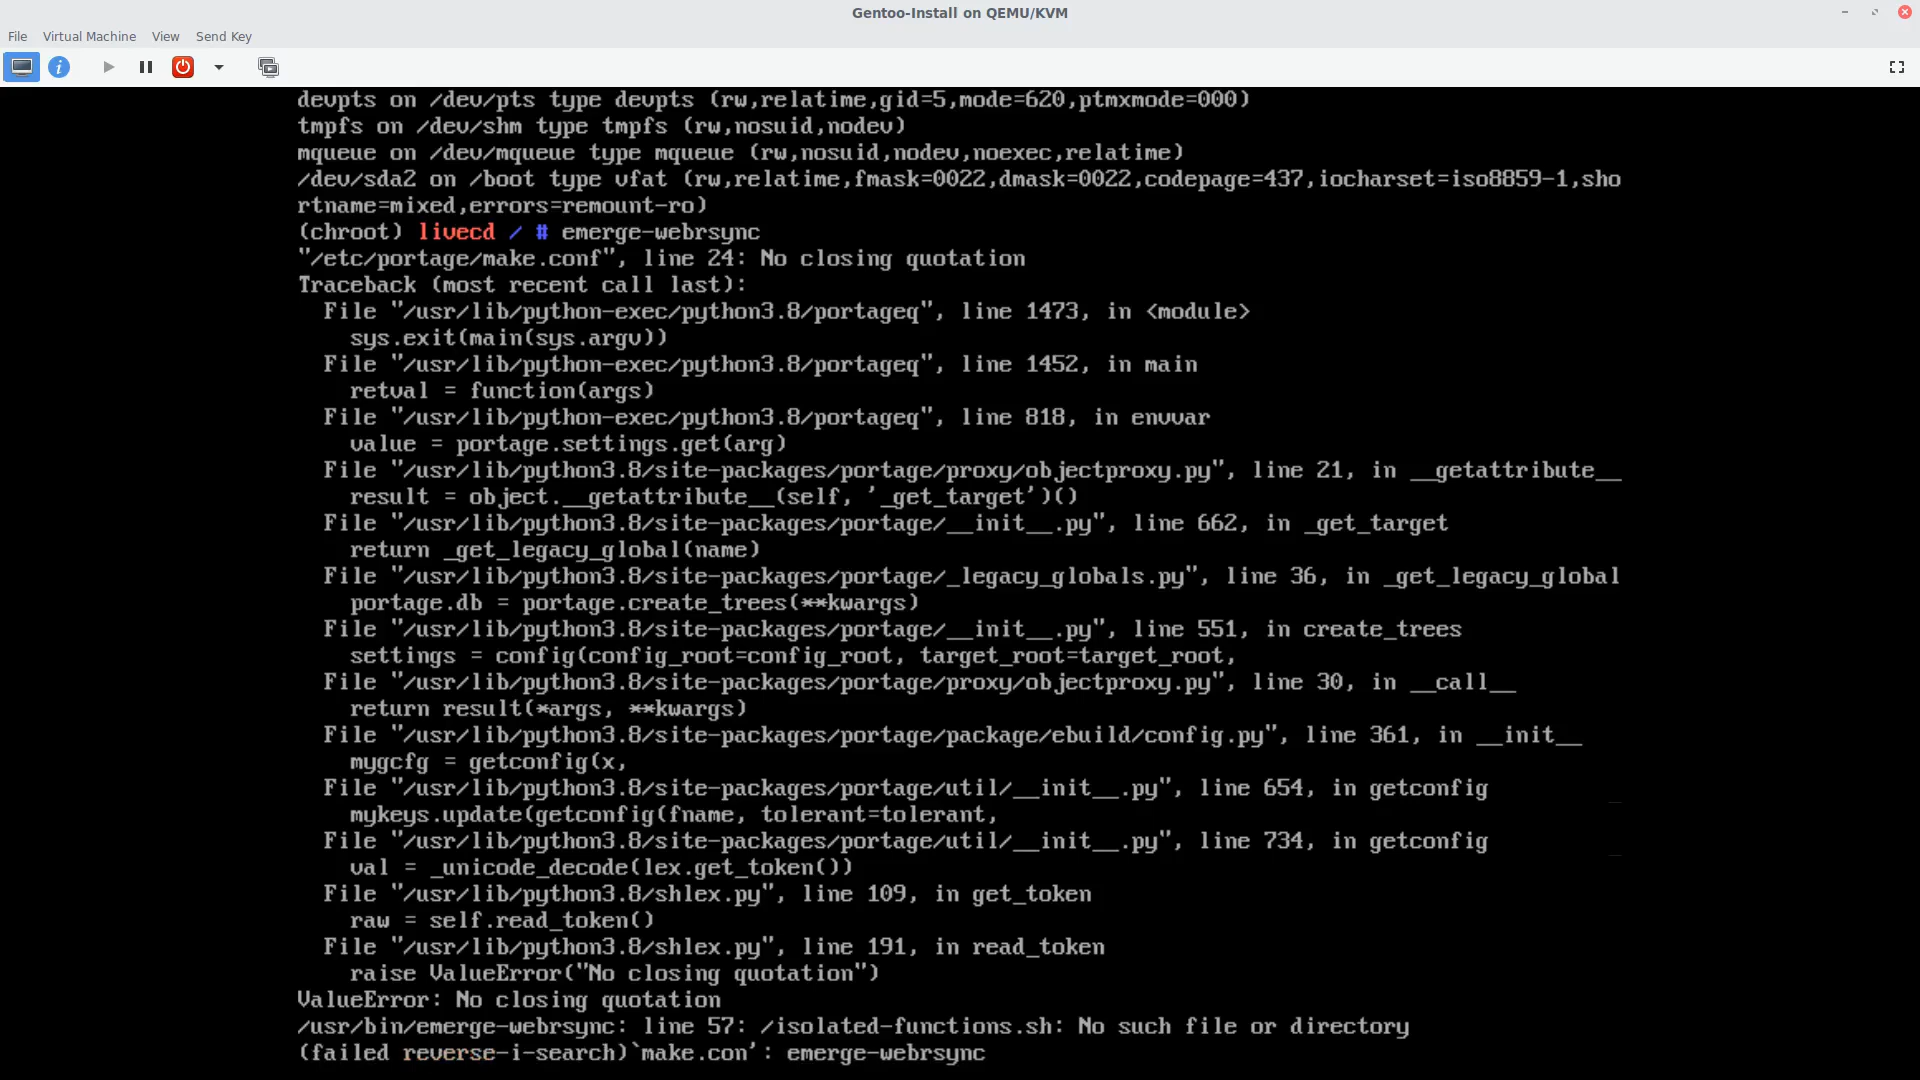 Gentoo-Install on QEMU/KVM
File Virtual Machine View Send Key
devpts on /dev/pts type devpts (rw,relatime,gid=5,mode=620,ptmxmode=000)
tmpfs on /dev/shm type tmpfs (rw,nosuid,nodev)
mqueue on /dev/mqueue type mqueue (rw,nosuid,nodev,noexec,relatime)
/dev/sda2 on /boot type vfat (rw,relatime,fmask=0022,dmask=0022,codepage=437,iocharset=iso8859-1,sho
rtname=mixed,errors=remount-ro)
(chroot) livecd / # emerge-webrsync
"/etc/portage/make.conf", line 24: No closing quotation
Traceback (most recent call last):
  File "/usr/lib/python-exec/python3.8/portageq", line 1473, in <module>
    sys.exit(main(sys.argv))
  File "/usr/lib/python-exec/python3.8/portageq", line 1452, in main
    retval = function(args)
  File "/usr/lib/python-exec/python3.8/portageq", line 818, in envvar
    value = portage.settings.get(arg)
  File "/usr/lib/python3.8/site-packages/portage/proxy/objectproxy.py", line 21, in __getattribute__
    result = object.__getattribute__(self, '_get_target')()
  File "/usr/lib/python3.8/site-packages/portage/__init__.py", line 662, in _get_target
    return _get_legacy_global(name)
  File "/usr/lib/python3.8/site-packages/portage/_legacy_globals.py", line 36, in _get_legacy_global
    portage.db = portage.create_trees(**kwargs)
  File "/usr/lib/python3.8/site-packages/portage/__init__.py", line 551, in create_trees
    settings = config(config_root=config_root, target_root=target_root,
  File "/usr/lib/python3.8/site-packages/portage/proxy/objectproxy.py", line 30, in __call__
    return result(*args, **kwargs)
  File "/usr/lib/python3.8/site-packages/portage/package/ebuild/config.py", line 361, in __init__
    mygcfg = getconfig(x,
  File "/usr/lib/python3.8/site-packages/portage/util/__init__.py", line 654, in getconfig
    mykeys.update(getconfig(fname, tolerant=tolerant,
  File "/usr/lib/python3.8/site-packages/portage/util/__init__.py", line 734, in getconfig
    val = _unicode_decode(lex.get_token())
  File "/usr/lib/python3.8/shlex.py", line 109, in get_token
    raw = self.read_token()
  File "/usr/lib/python3.8/shlex.py", line 191, in read_token
    raise ValueError("No closing quotation")
ValueError: No closing quotation
/usr/bin/emerge-webrsync: line 57: /isolated-functions.sh: No such file or directory
(failed reverse-i-search)`make.con': emerge-webrsync